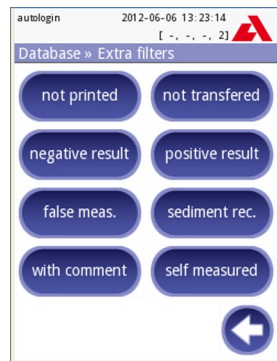 autologin 2012-06-06 13:23:14
[ -, -, -, 2]
Database » Extra filters
not printed not transfered
negative result positive result
false meas. sediment rec.
with comment self measured